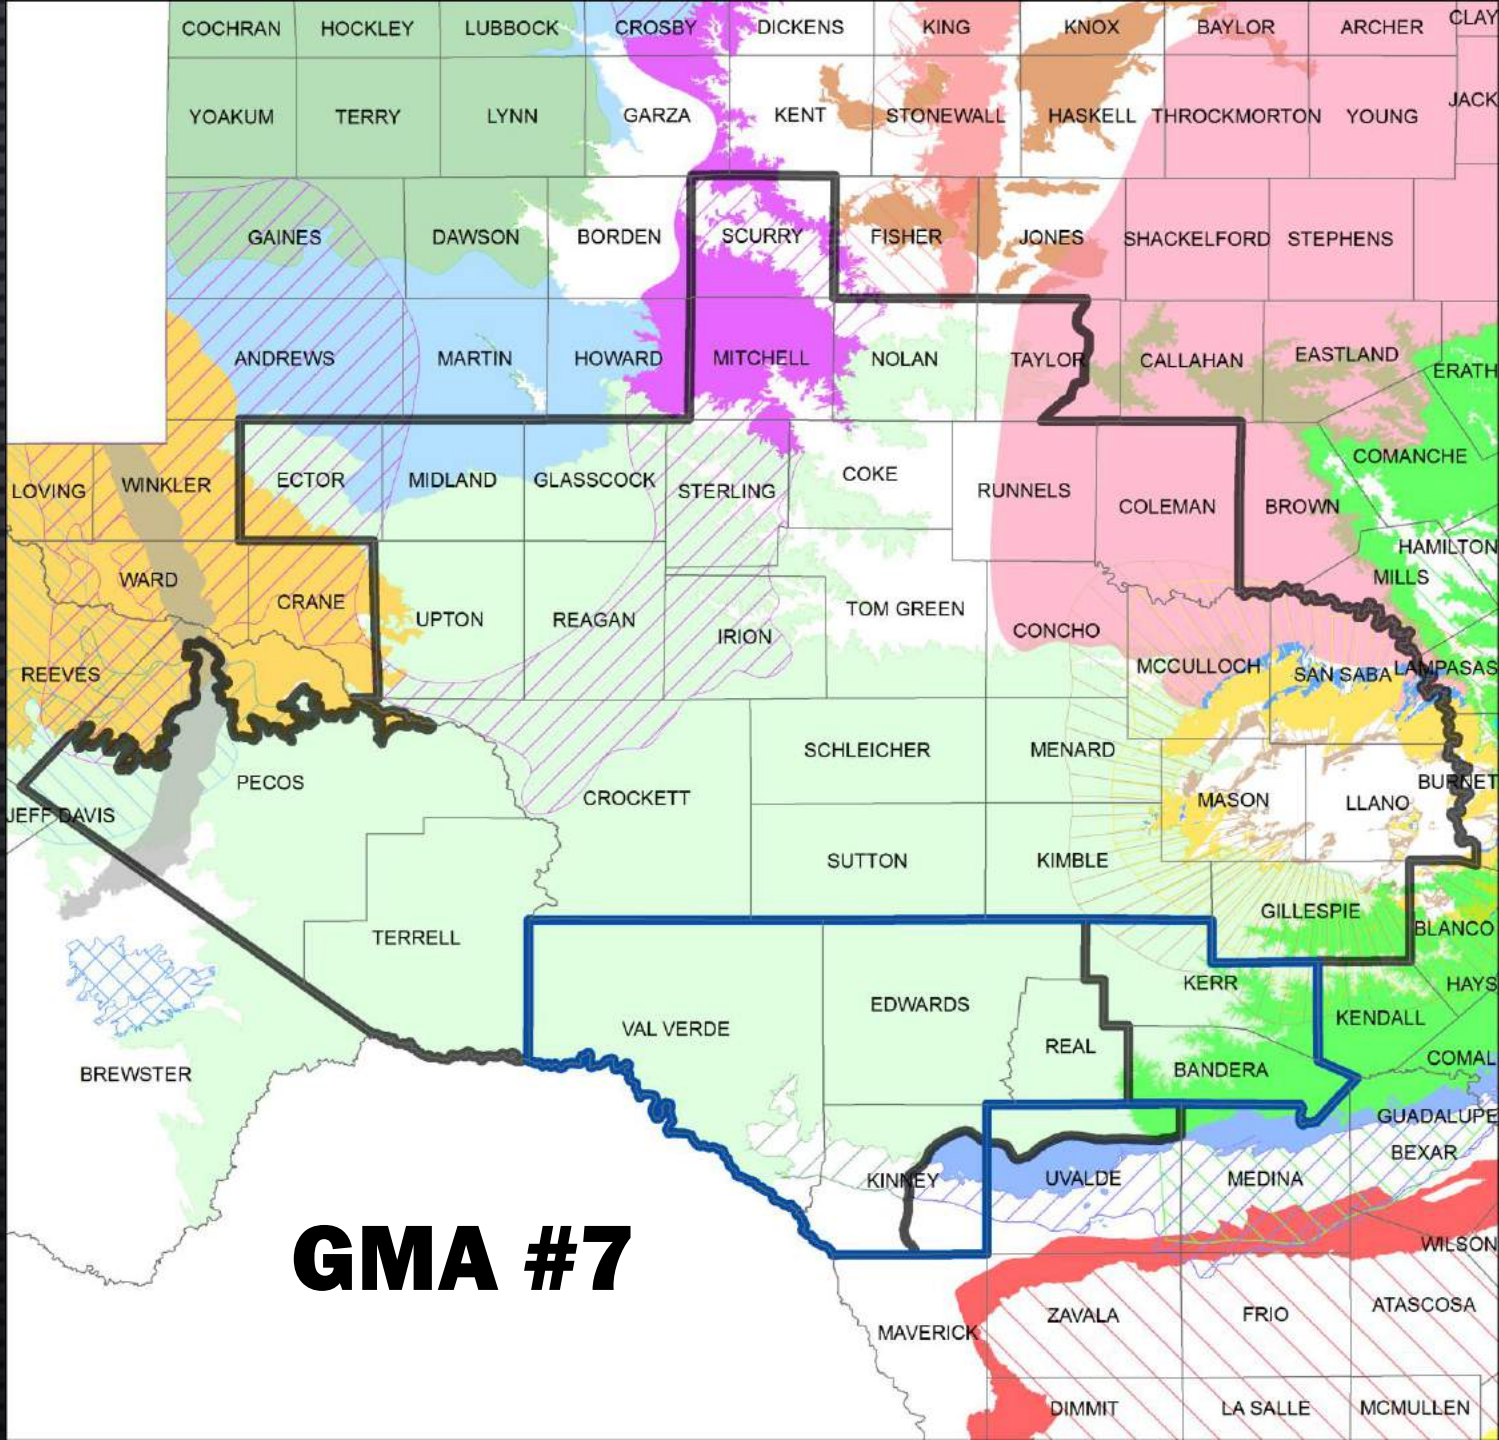 COCHRAN HOCKLEY LUBBOCK CROSBY DICKENS KING KNOX BAYLOR ARCHER CLAY
YOAKUM TERRY LYNN GARZA KENT STONEWALL HASKELL THROCKMORTON YOUNG JACK
GAINES DAWSON BORDEN SCURRY FISHER JONES SHACKELFORD STEPHENS
ANDREWS MARTIN HOWARD MITCHELL NOLAN TAYLOR CALLAHAN EASTLAND ERATH
LOVING WINKLER ECTOR MIDLAND GLASSCOCK STERLING COKE RUNNELS COLEMAN BROWN COMANCHE
HAMILTON
WARD CRANE UPTON REAGAN IRION TOM GREEN CONCHO MILLS
REEVES MCCULLOCH SAN SABA LAMPASAS
PECOS CROCKETT SCHLEICHER MENARD MASON LLANO BURNET
JEFF DAVIS
SUTTON KIMBLE
TERRELL GILLESPIE BLANCO
VAL VERDE EDWARDS KERR HAYS
REAL KENDALL
BREWSTER BANDERA COMAL
GUADALUPE
KINNEY UVALDE MEDINA BEXAR
GMA #7
WILSON
MAVERICK ZAVALA FRIO ATASCOSA
DIMMIT LA SALLE MCMULLEN